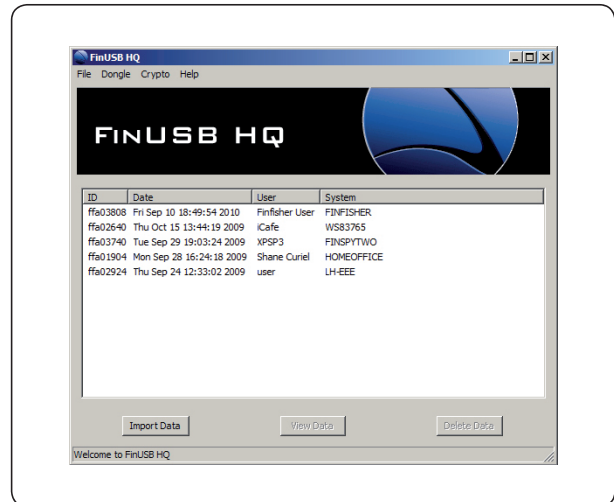 FinUSB HQ
File Dongle Crypto Help
FINUSB HQ
ID Date User System
ffa03808 Fri Sep 10 18:49:54 2010 Finfisher User FINFISHER
ffa02640 Thu Oct 15 13:44:19 2009 iCafe WS83765
ffa03740 Tue Sep 29 19:03:24 2009 XPSP3 FINSPYTWO
ffa01904 Mon Sep 28 16:24:18 2009 Shane Curiel HOMEOFFICE
ffa02924 Thu Sep 24 12:33:02 2009 user LH-EEE
Import Data View Data Delete Data
Welcome to FinUSB HQ